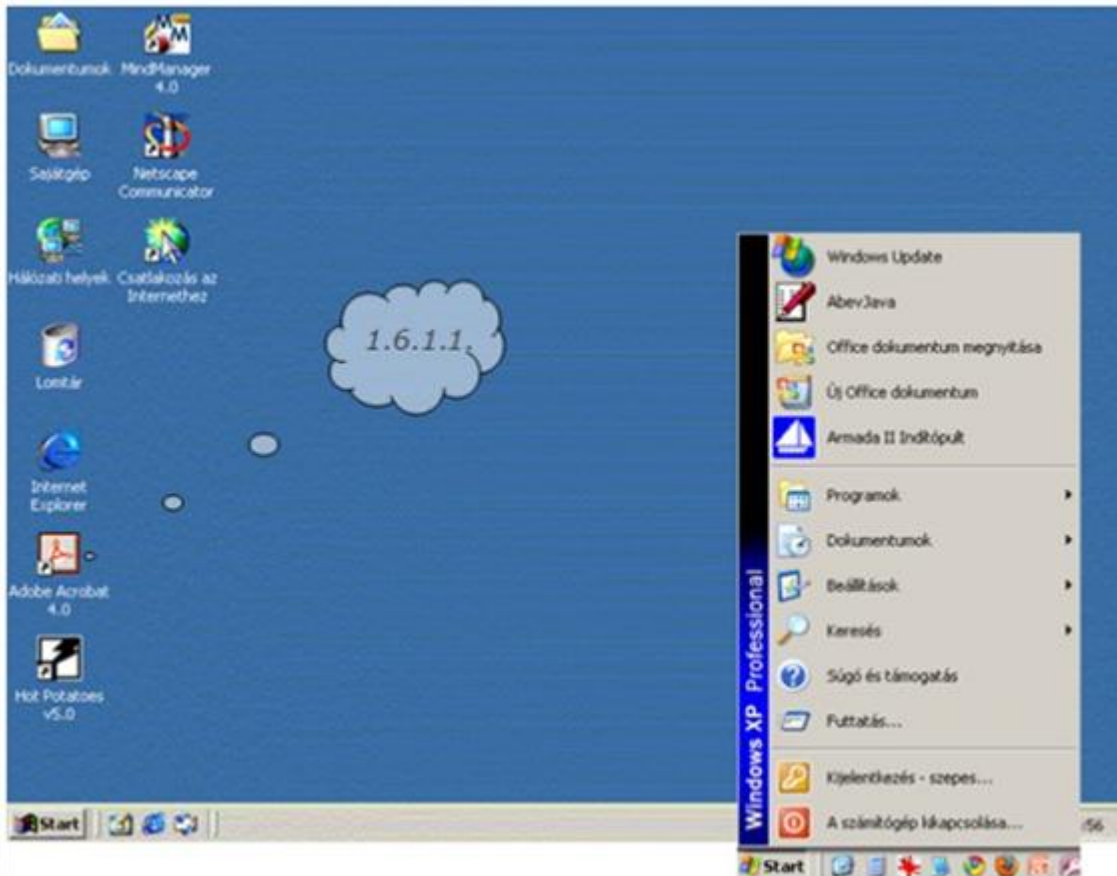 Dokumentumok
MindManager
4.0
Sajátgép
Netscape
Communicator
Hálózati helyek
Csatlakozás az
Internethez
Lomtár
Internet
Explorer
Adobe Acrobat
4.0
Hot Potatoes
v5.0
1.6.1.1.
Start
:56
Windows XP Professional
Windows Update
AbevJava
Office dokumentum megnyitása
Új Office dokumentum
Armada II Indítópult
Programok
Dokumentumok
Beállítások
Keresés
Súgó és támogatás
Futtatás...
Kijelentkezés - szepes...
A számítógép kikapcsolása...
Start